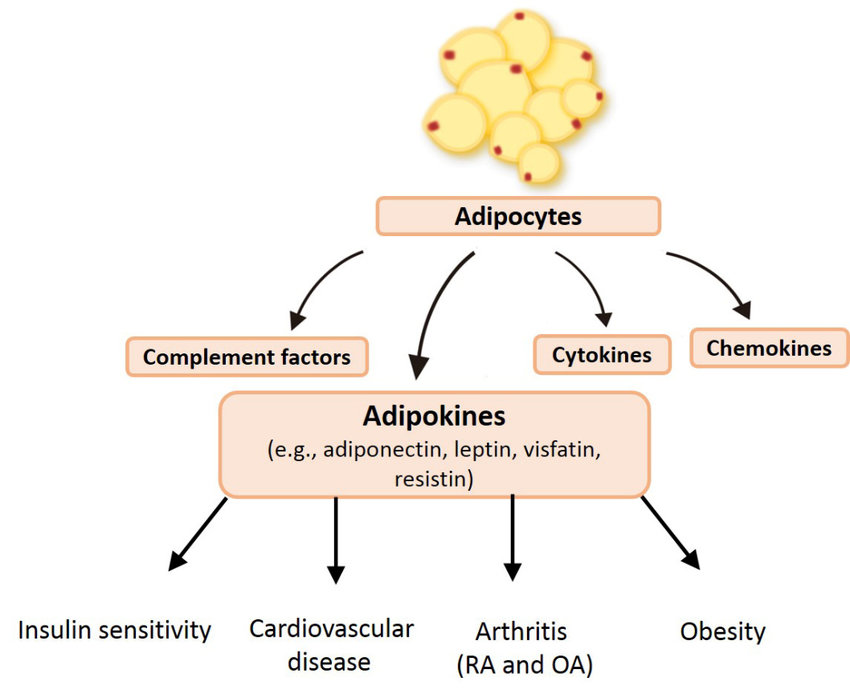 Adipocytes
Complement factors
Cytokines
Chemokines
Adipokines
(e.g., adiponectin, leptin, visfatin,
resistin)
Insulin sensitivity
Cardiovascular
disease
Arthritis
(RA and OA)
Obesity